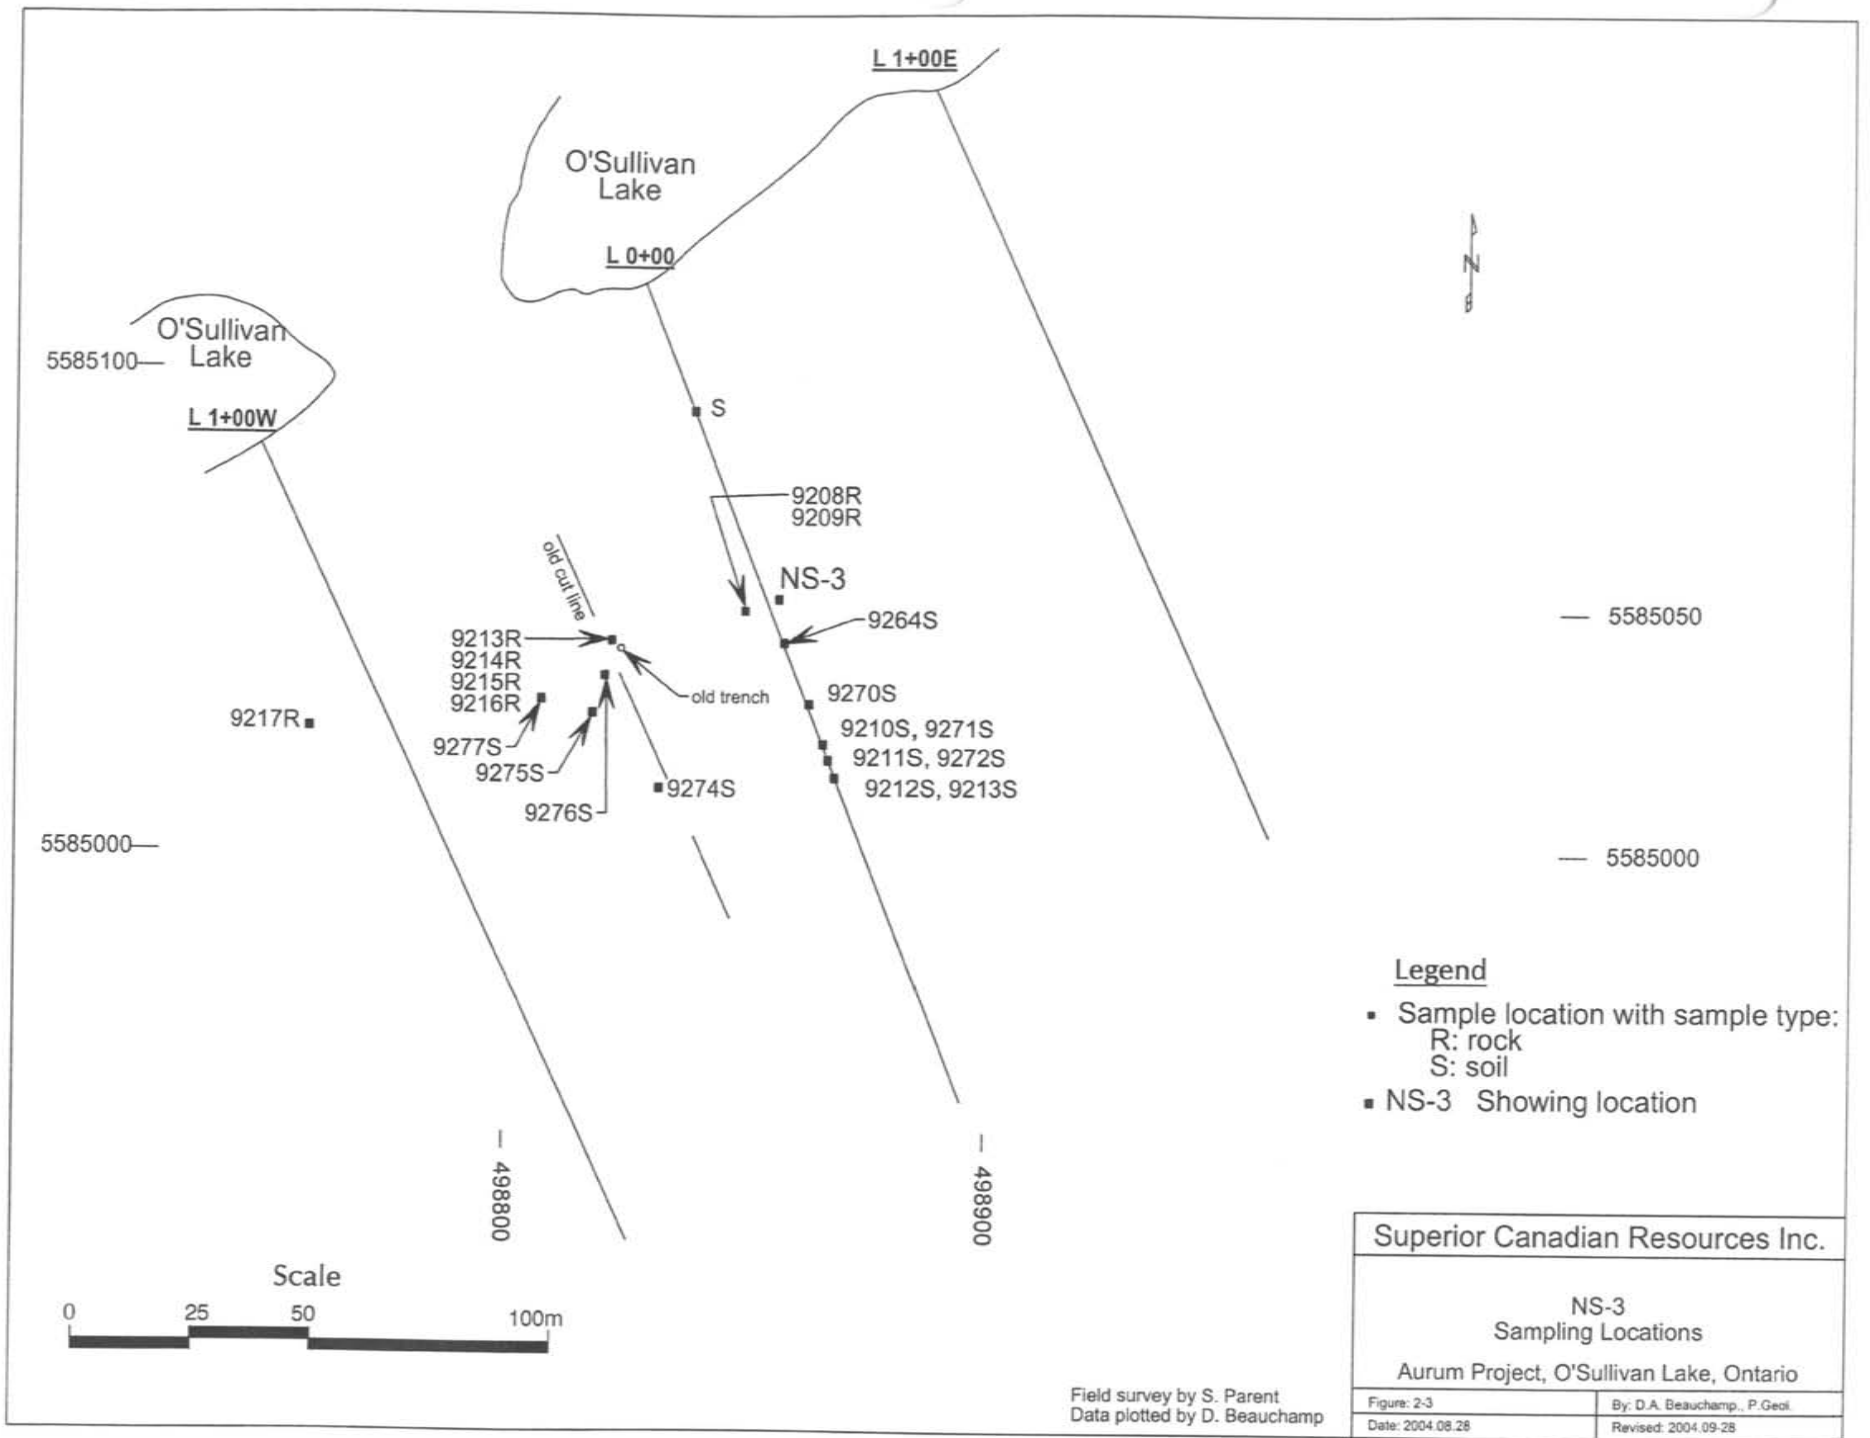 L 1+00E
O'Sullivan
Lake
L 0+00
O'Sullivan
Lake
5585100
L 1+00W
N
S
9208R
9209R
old cut line
NS-3
5585050
9264S
9213R
9214R
9215R
9216R
old trench
9270S
9217R
9210S, 9271S
9277S
9211S, 9272S
9275S
9274S
9212S, 9213S
9276S
5585000
5585000
Legend
Sample location with sample type:
R: rock
S: soil
NS-3 Showing location
498800
498900
Scale
0 25 50 100m
Superior Canadian Resources Inc.
NS-3
Sampling Locations
Aurum Project, O'Sullivan Lake, Ontario
Field survey by S. Parent
Data plotted by D. Beauchamp
Figure: 2-3
By: D.A. Beauchamp., P.Geol.
Date: 2004.08.28
Revised: 2004.09-28